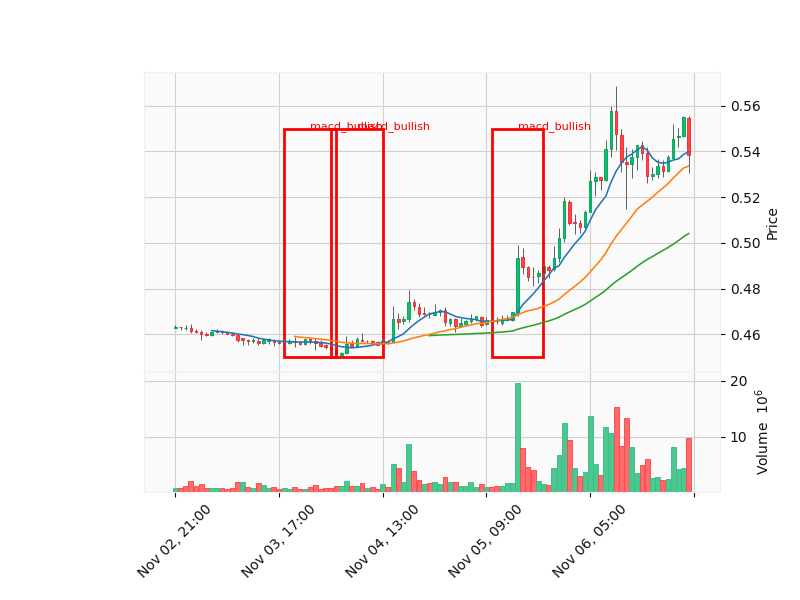 0.56
macd_bullish macd_bullish macd_bullish
0.54
0.52
0.50
0.48
0.46
Price
20
10
Volume 10^6
Nov 02, 21:00
Nov 03, 17:00
Nov 04, 13:00
Nov 05, 09:00
Nov 06, 05:00